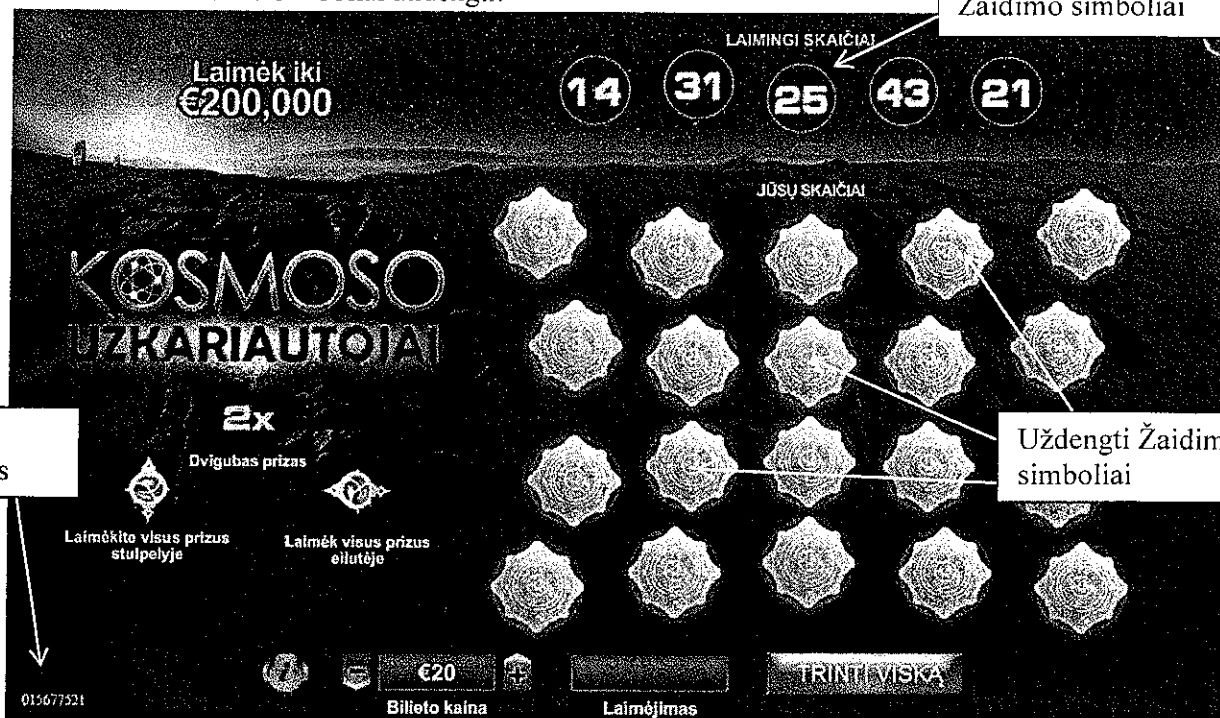 Žaidimo simboliai
LAIMINGI SKAIČIAI
Laimėk iki
€200,000
14 31 25 43 21
JŪSŲ SKAIČIAI
KOSMOSO
UŽKARIAUTOJAI
2x
Dvigubas prizas
Uždengti Žaidim
simboliai
s
Laimėkite visus prizus
stulpelyje
Laimėk visus prizus
eilutėje
- €20 +
TRINTI VISKĄ
015677521
Bilieto kaina
Laimėjimas